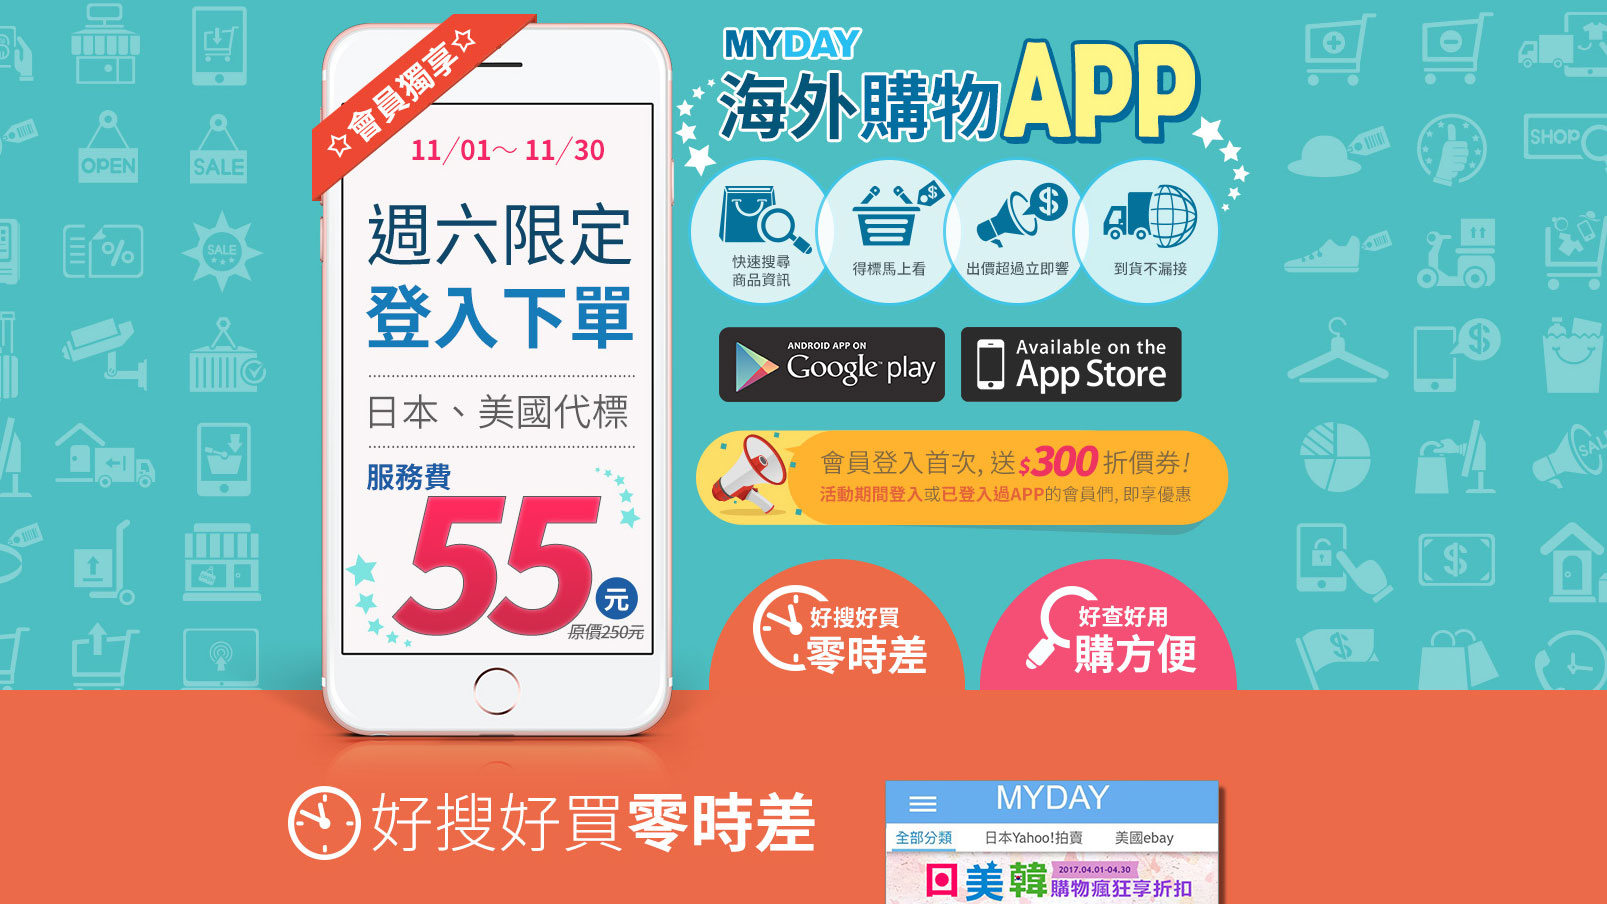 ☆會員獨享☆
11/01～11/30
週六限定
登入下單
日本、美國代標
服務費
55元
原價250元
MYDAY
海外購物APP
快速搜尋
商品資訊
得標馬上看
出價超過立即響
到貨不漏接
ANDROID APP ON
Google play
Available on the
App Store
會員登入首次, 送$300折價券!
活動期間登入或已登入過APP的會員們, 即享優惠
好搜好買
零時差
好查好用
購方便
OPEN
SALE
SALE
SHOP
SAL
好搜好買零時差
MYDAY
全部分類 日本Yahoo!拍賣 美國ebay
日美韓
2017.04.01-04.30
購物瘋狂享折扣